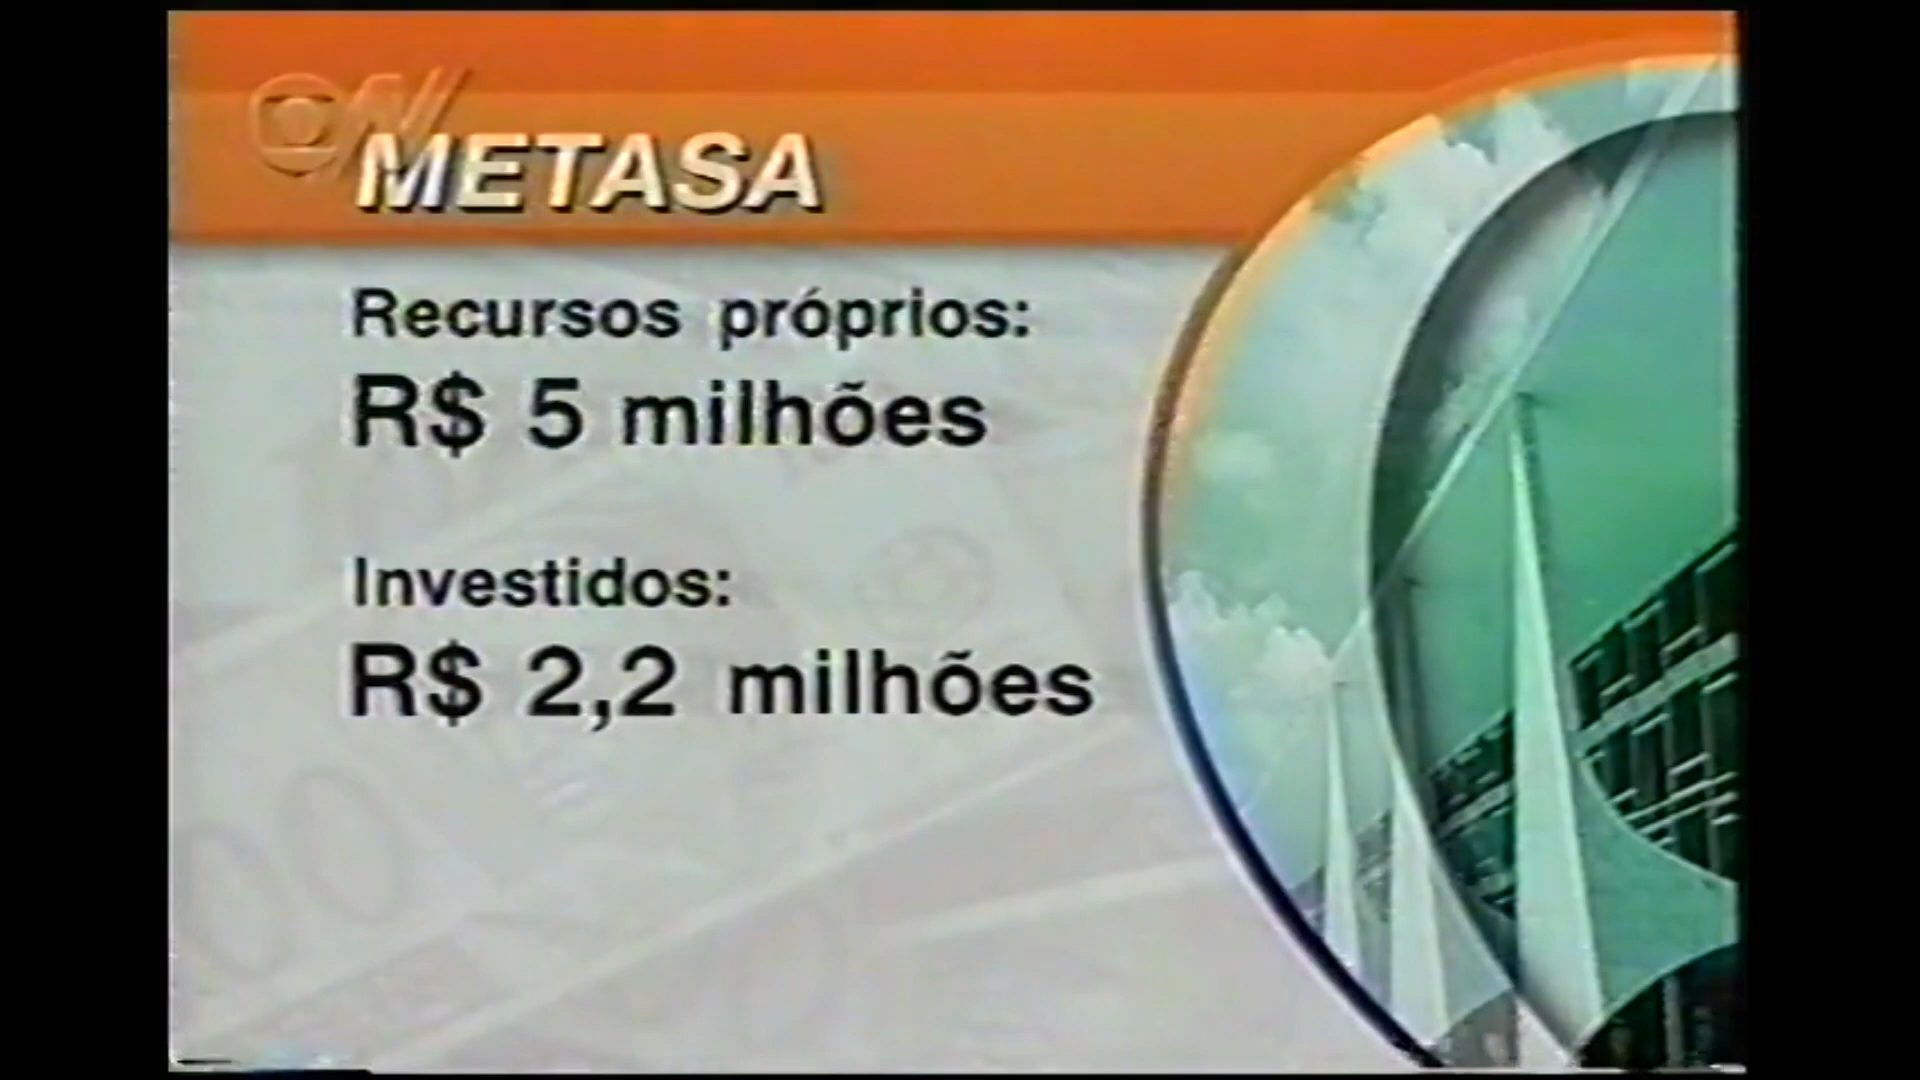 METASA
Recursos próprios:
R$ 5 milhões
Investidos:
R$ 2,2 milhões